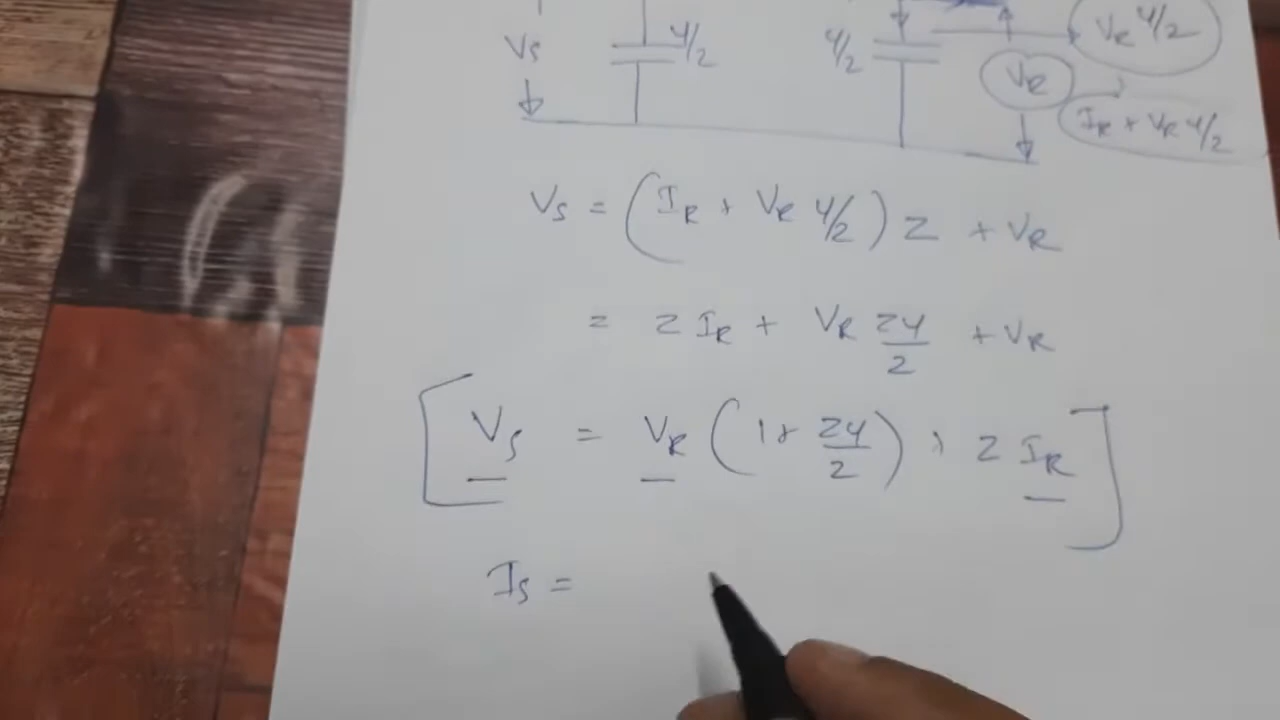 Vs Y/2 Y/2 VR VR Y/2
IR + VR Y/2
Vs = (IR + VR Y/2) Z + VR
= Z IR + VR ZY/2 + VR
[Vs = VR (1 + ZY/2) + Z IR]
Is =